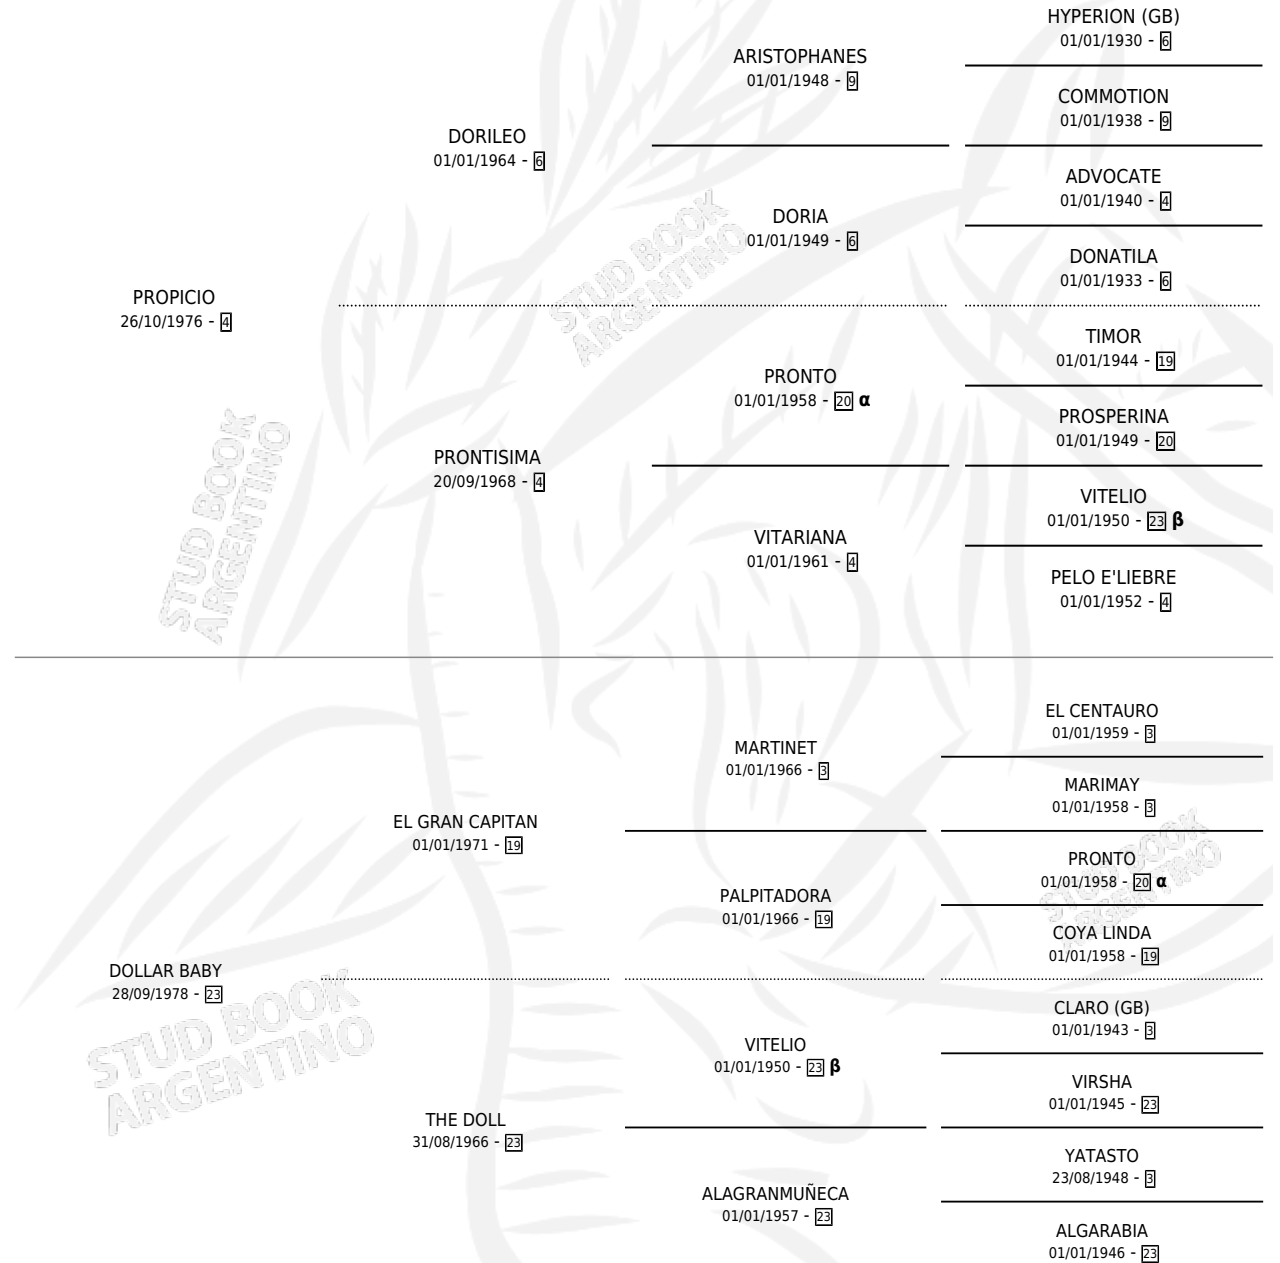 HYPERION (GB)
01/01/1930 - 6
ARISTOPHANES
01/01/1948 - 9
COMMOTION
01/01/1938 - 9
DORILEO
01/01/1964 - 6
ADVOCATE
01/01/1940 - 4
DORIA
01/01/1949 - 6
DONATILA
01/01/1933 - 6
PROPICIO
26/10/1976 - 4
TIMOR
01/01/1944 - 19
PRONTO
01/01/1958 - 20 α
PROSPERINA
01/01/1949 - 20
PRONTISIMA
20/09/1968 - 4
VITELIO
01/01/1950 - 23 β
VITARIANA
01/01/1961 - 4
PELO E'LIEBRE
01/01/1952 - 4
EL CENTAURO
01/01/1959 - 3
MARTINET
01/01/1966 - 3
MARIMAY
01/01/1958 - 3
EL GRAN CAPITAN
01/01/1971 - 19
PRONTO
01/01/1958 - 20 α
PALPITADORA
01/01/1966 - 19
COYA LINDA
01/01/1958 - 19
DOLLAR BABY
28/09/1978 - 23
CLARO (GB)
01/01/1943 - 3
VITELIO
01/01/1950 - 23 β
VIRSHA
01/01/1945 - 23
THE DOLL
31/08/1966 - 23
YATASTO
23/08/1948 - 3
ALAGRANMUÑECA
01/01/1957 - 23
ALGARABIA
01/01/1946 - 23
STUD BOOK
ARGENTINO
STUD BOOK
ARGENTINO
STUD BOOK
ARGENTINO
STUD BOOK
ARGENTINO